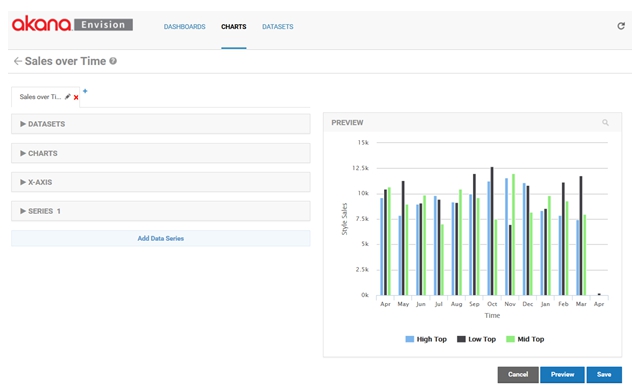 akana Envision
DASHBOARDS CHARTS DATASETS
Sales over Time
Sales over Ti...
DATASETS
CHARTS
X-AXIS
SERIES 1
Add Data Series
PREVIEW
15k
12.5k
10k
7.5k
5k
2.5k
0k
Style Sales
Apr May Jun Jul Aug Sep Oct Nov Dec Jan Feb Mar Apr
Time
High Top Low Top Mid Top
Cancel Preview Save